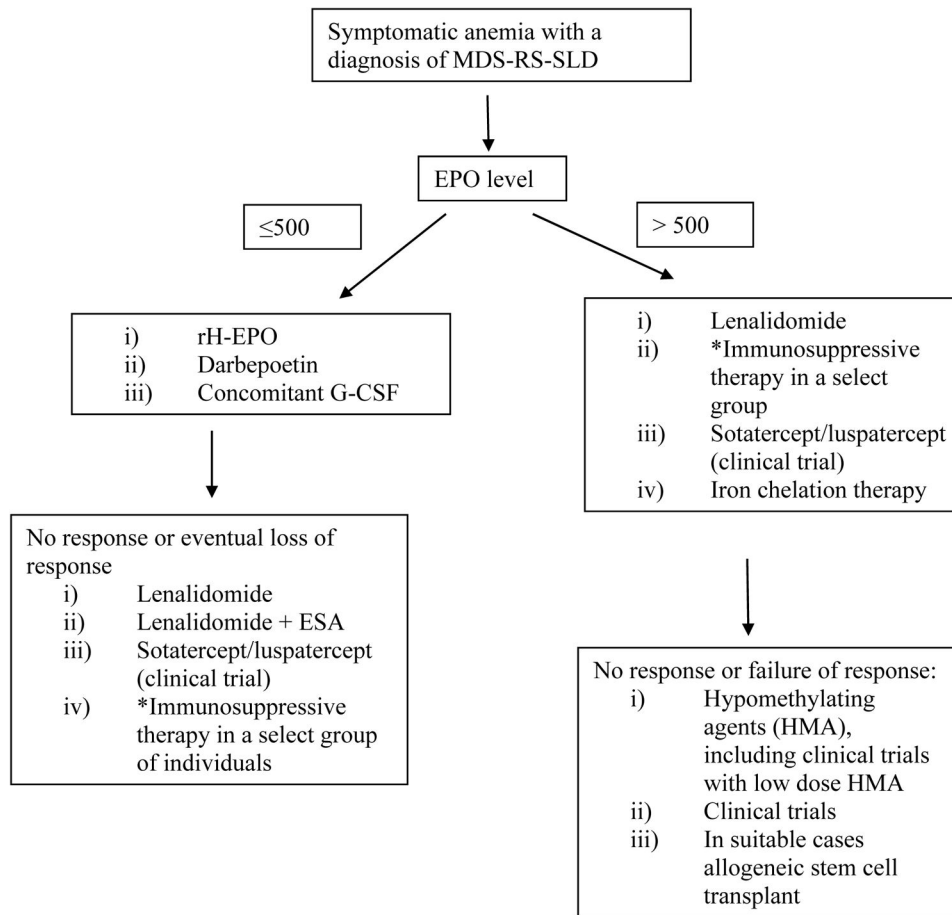 Symptomatic anemia with a
diagnosis of MDS-RS-SLD
EPO level
≤500
> 500
i) rH-EPO
ii) Darbepoetin
iii) Concomitant G-CSF
i) Lenalidomide
ii) *Immunosuppressive
therapy in a select
group
iii) Sotatercept/luspatercept
(clinical trial)
iv) Iron chelation therapy
No response or eventual loss of
response
i) Lenalidomide
ii) Lenalidomide + ESA
iii) Sotatercept/luspatercept
(clinical trial)
iv) *Immunosuppressive
therapy in a select group
of individuals
No response or failure of response:
i) Hypomethylating
agents (HMA),
including clinical trials
with low dose HMA
ii) Clinical trials
iii) In suitable cases
allogeneic stem cell
transplant